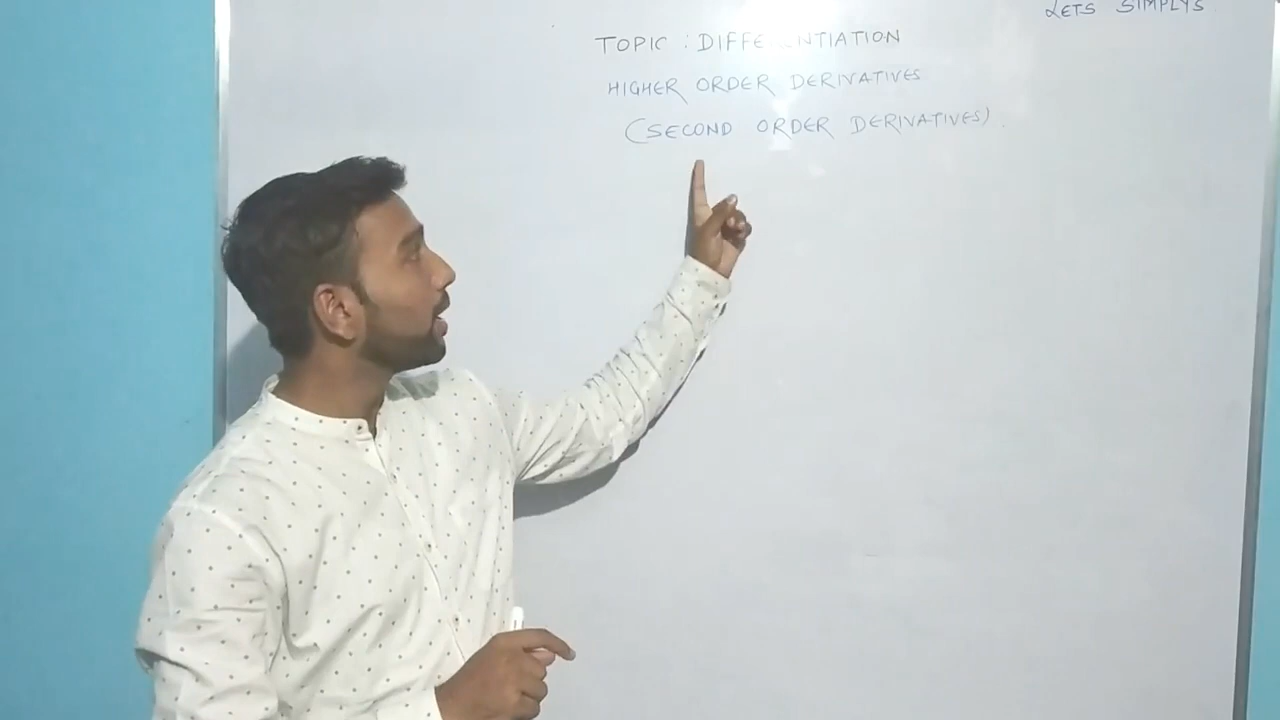 LETS SIMPLYS
TOPIC : DIFFERENTIATION
HIGHER ORDER DERIVATIVES
(SECOND ORDER DERIVATIVES).